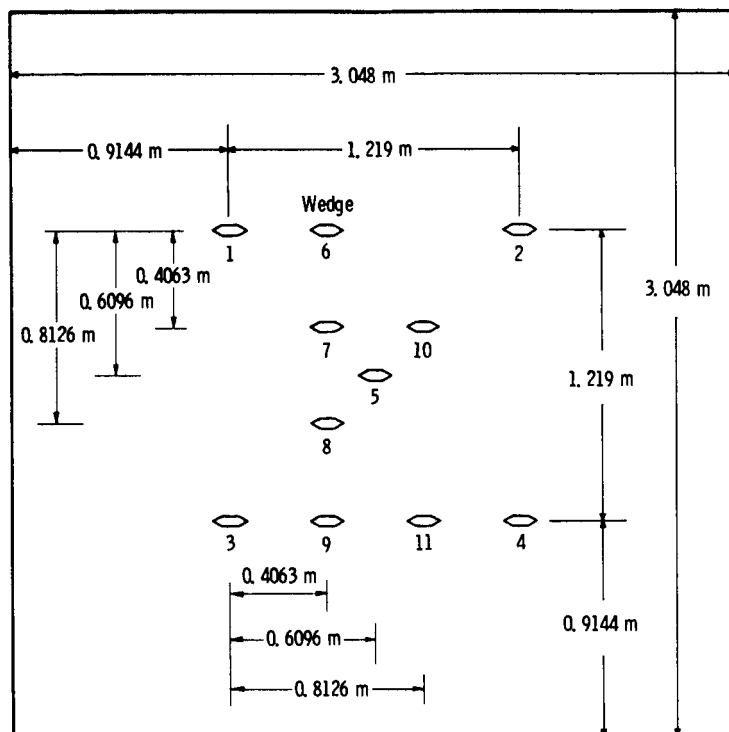 3. 048 m
0. 9144 m
1. 219 m
Wedge
1
6
2
0. 4063 m
0. 6096 m
0. 8126 m
3. 048 m
7
10
1. 219 m
5
8
3
9
11
4
0. 4063 m
0. 9144 m
0. 6096 m
0. 8126 m